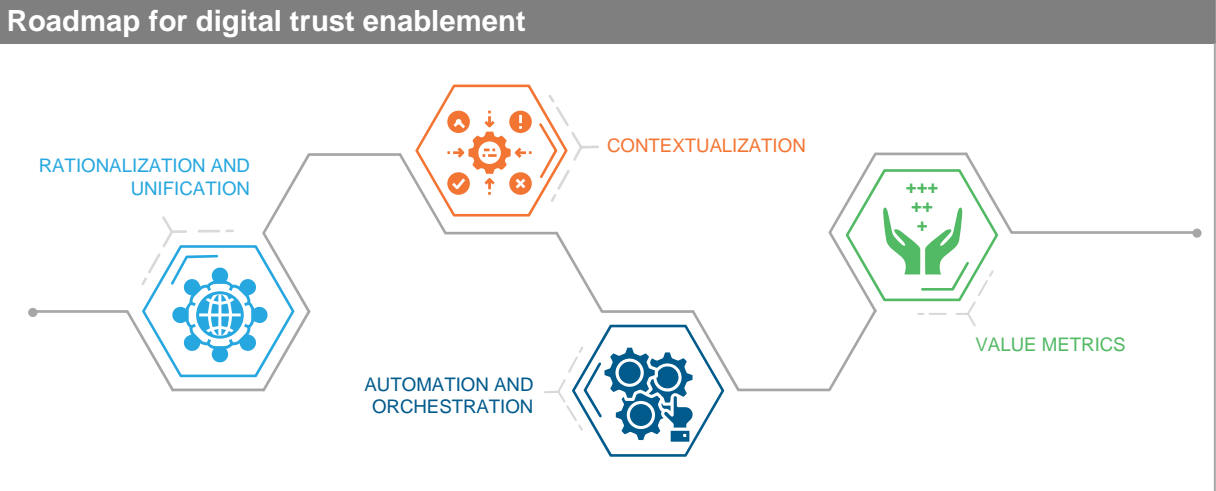 Roadmap for digital trust enablement
RATIONALIZATION AND
UNIFICATION
CONTEXTUALIZATION
AUTOMATION AND
ORCHESTRATION
+++
++
+
VALUE METRICS